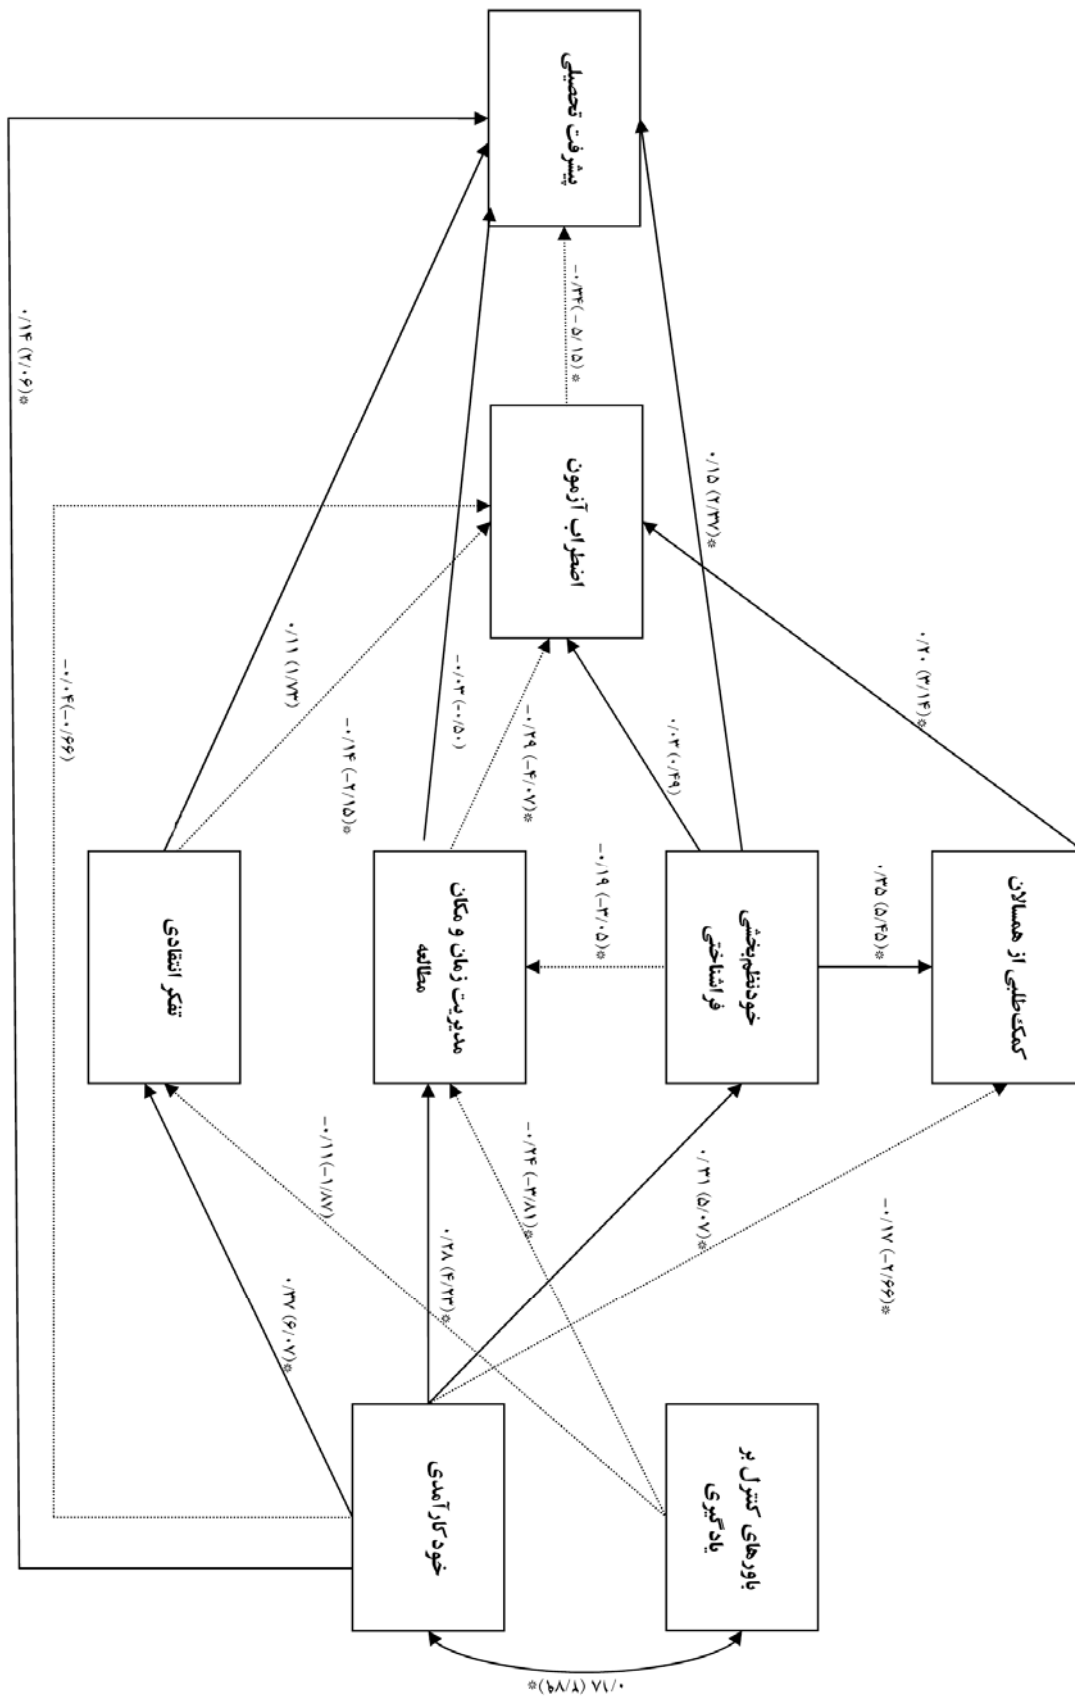 پیشرفت تحصیلی
-۰/۳۴(-۵/۱۵)*
۰/۱۴ (۲/۰۶)*
اضطراب آزمون
۰/۱۵ (۲/۳۷)*
۰/۲۰ (۳/۱۴)*
۰/۱۱ (۱/۷۳)
-۰/۰۳ (-۰/۵۰)
-۰/۰۴(-۰/۶۶)
-۰/۱۴ (-۲/۱۵)*
-۰/۲۹ (-۴/۰۷)*
۰/۰۳ (۰/۴۹)
-۰/۱۹ (-۳/۰۵)*
۰/۳۵ (۵/۴۵)*
تفکر انتقادی
مدیریت زمان و مکان
مطالعه
خودنظم‌بخشی
فراشناختی
کمک‌طلبی از همسالان
-۰/۱۱(-۱/۸۷)
-۰/۲۴ (-۳/۸۱)*
۰/۳۱ (۵/۰۷)*
-۰/۱۷ (-۲/۶۶)*
۰/۳۷ (۶/۰۷)*
۰/۲۸ (۴/۲۳)*
خودکارآمدی
باورهای کنترل بر
یادگیری
۰/۱۸ (۲/۷۹)*